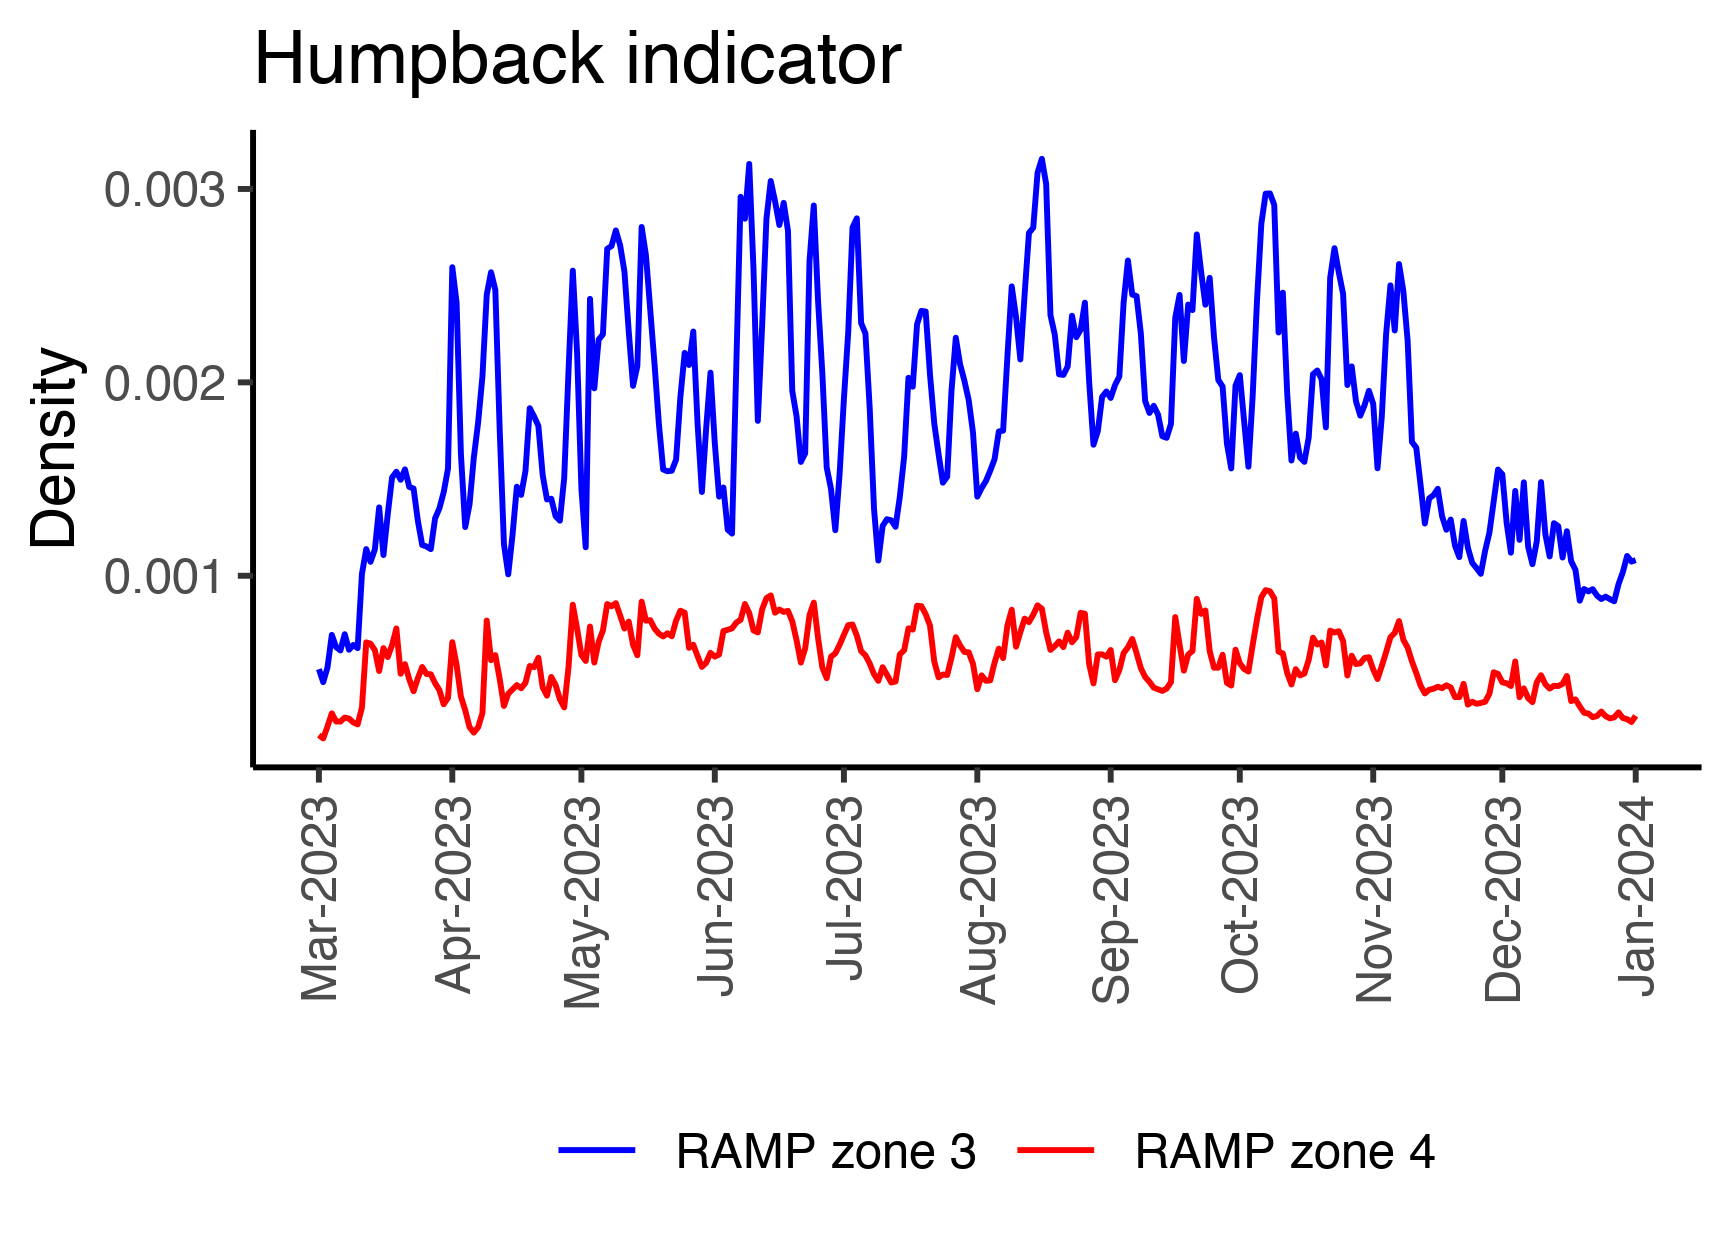 Humpback indicator
Density
0.003
0.002
0.001
Mar-2023
Apr-2023
May-2023
Jun-2023
Jul-2023
Aug-2023
Sep-2023
Oct-2023
Nov-2023
Dec-2023
Jan-2024
RAMP zone 3
RAMP zone 4